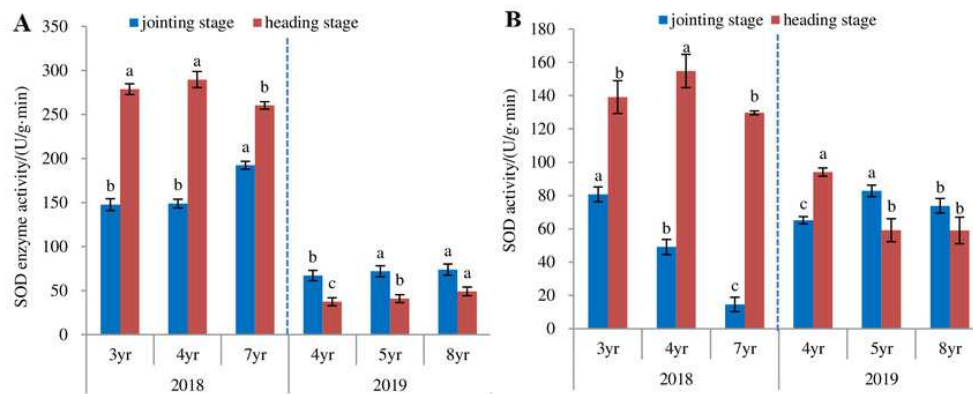 A
jointing stage heading stage
SOD enzyme activity/(U/g·min)
350
300
250
200
150
100
50
0
a
b
a
b
b
a
b
c
a
b
a
a
3yr 4yr 7yr 4yr 5yr 8yr
2018 2019
B
jointing stage heading stage
SOD activity/(U/g·min)
180
160
140
120
100
80
60
40
20
0
a
b
b
a
c
b
c
a
a
b
b
b
3yr 4yr 7yr 4yr 5yr 8yr
2018 2019